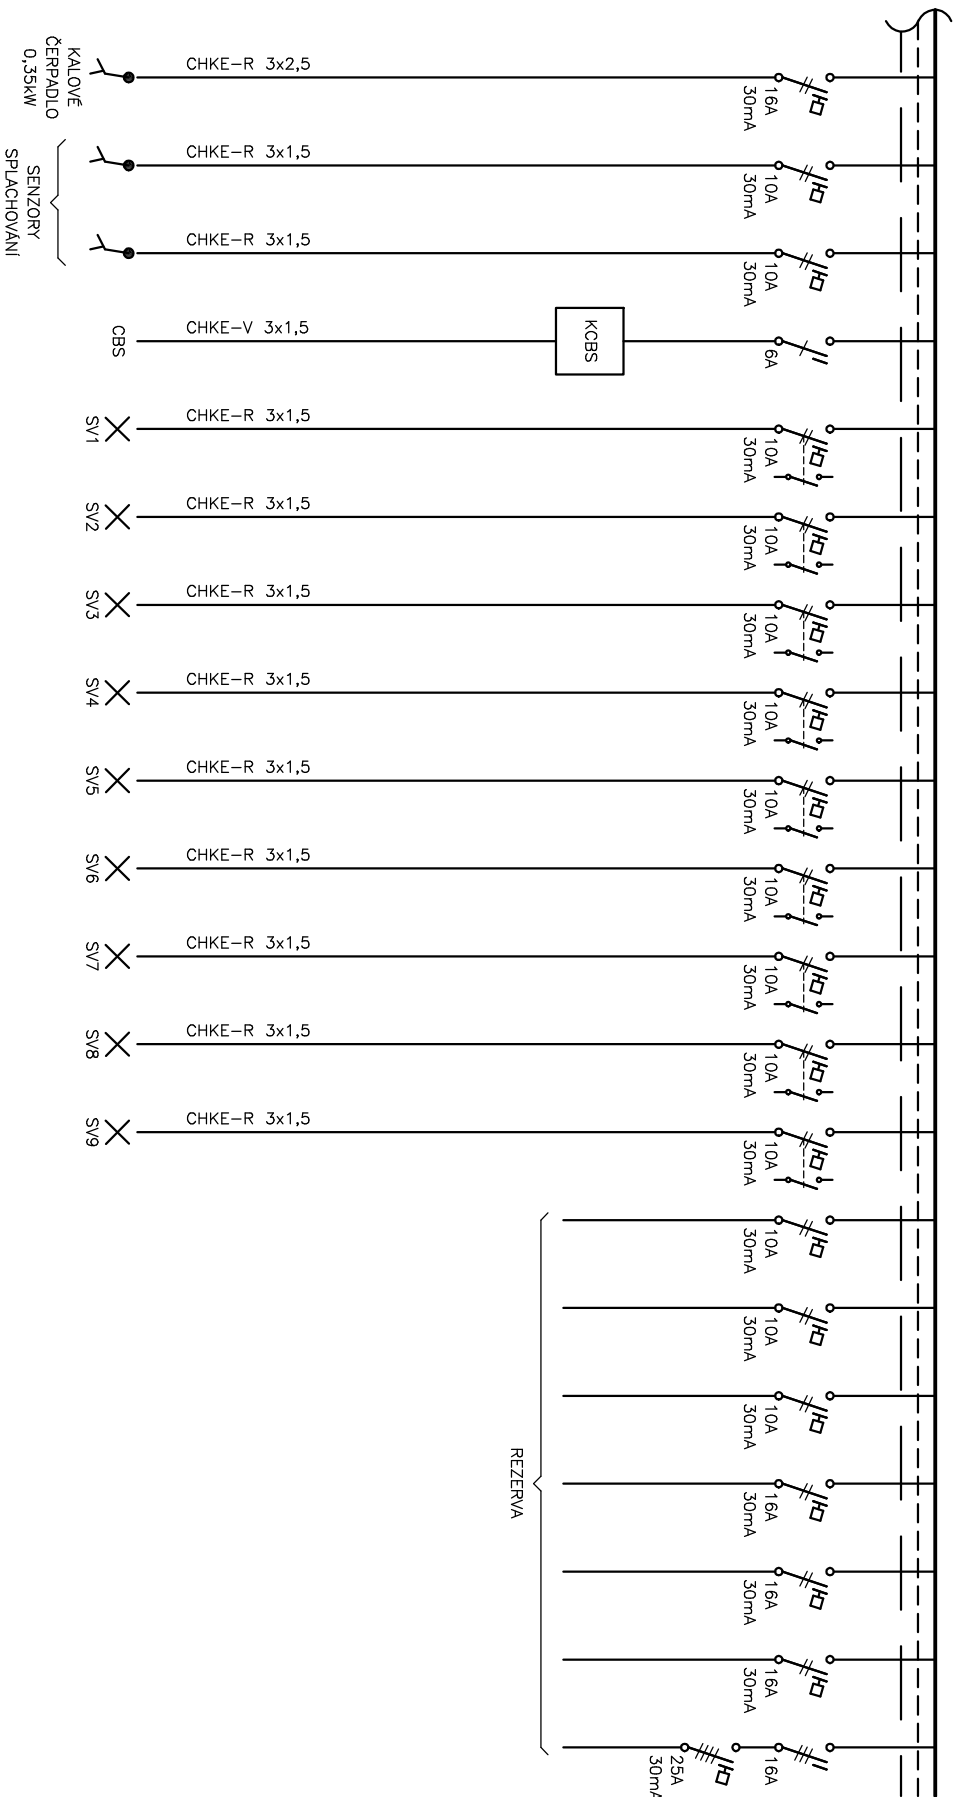 CHKE-R 3x2,5
16A
30mA
KALOVÉ
ČERPADLO
0,35kW
CHKE-R 3x1,5
10A
30mA
CHKE-R 3x1,5
10A
30mA
SENZORY
SPLACHOVÁNÍ
CHKE-V 3x1,5
KCBS
6A
CBS
CHKE-R 3x1,5
10A
30mA
SV1
CHKE-R 3x1,5
10A
30mA
SV2
CHKE-R 3x1,5
10A
30mA
SV3
CHKE-R 3x1,5
10A
30mA
SV4
CHKE-R 3x1,5
10A
30mA
SV5
CHKE-R 3x1,5
10A
30mA
SV6
CHKE-R 3x1,5
10A
30mA
SV7
CHKE-R 3x1,5
10A
30mA
SV8
CHKE-R 3x1,5
10A
30mA
SV9
10A
30mA
10A
30mA
10A
30mA
16A
30mA
16A
30mA
16A
30mA
16A
25A
30mA
REZERVA